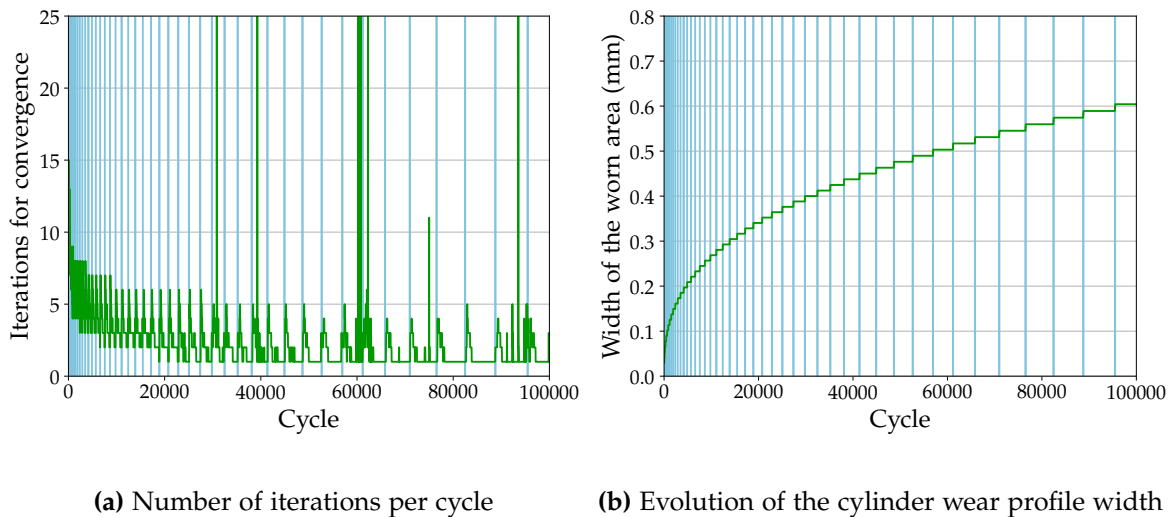 25
20
15
10
5
0
Iterations for convergence
0 20000 40000 60000 80000 100000
Cycle
(a) Number of iterations per cycle
0.8
0.7
0.6
0.5
0.4
0.3
0.2
0.1
0.0
Width of the worn area (mm)
0 20000 40000 60000 80000 100000
Cycle
(b) Evolution of the cylinder wear profile width